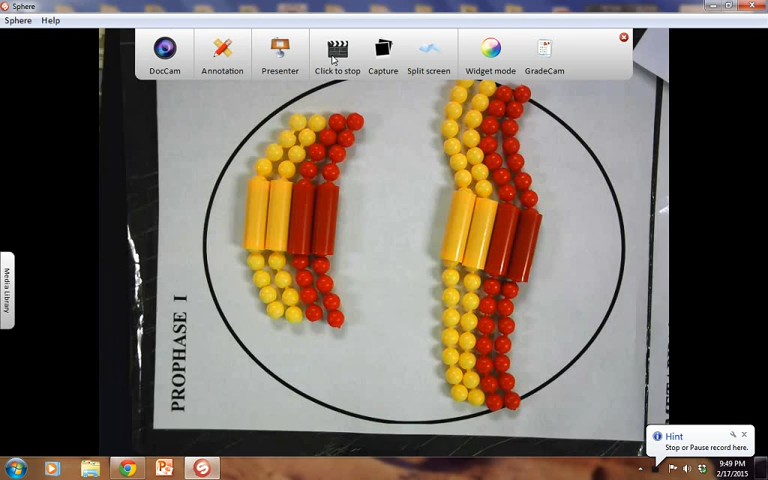 Sphere
Sphere Help
DocCam Annotation Presenter Click to stop Capture Split screen Widget mode GradeCam
Media Library
PROPHASE I
Hint
Stop or Pause record here.
9:49 PM
2/17/2015